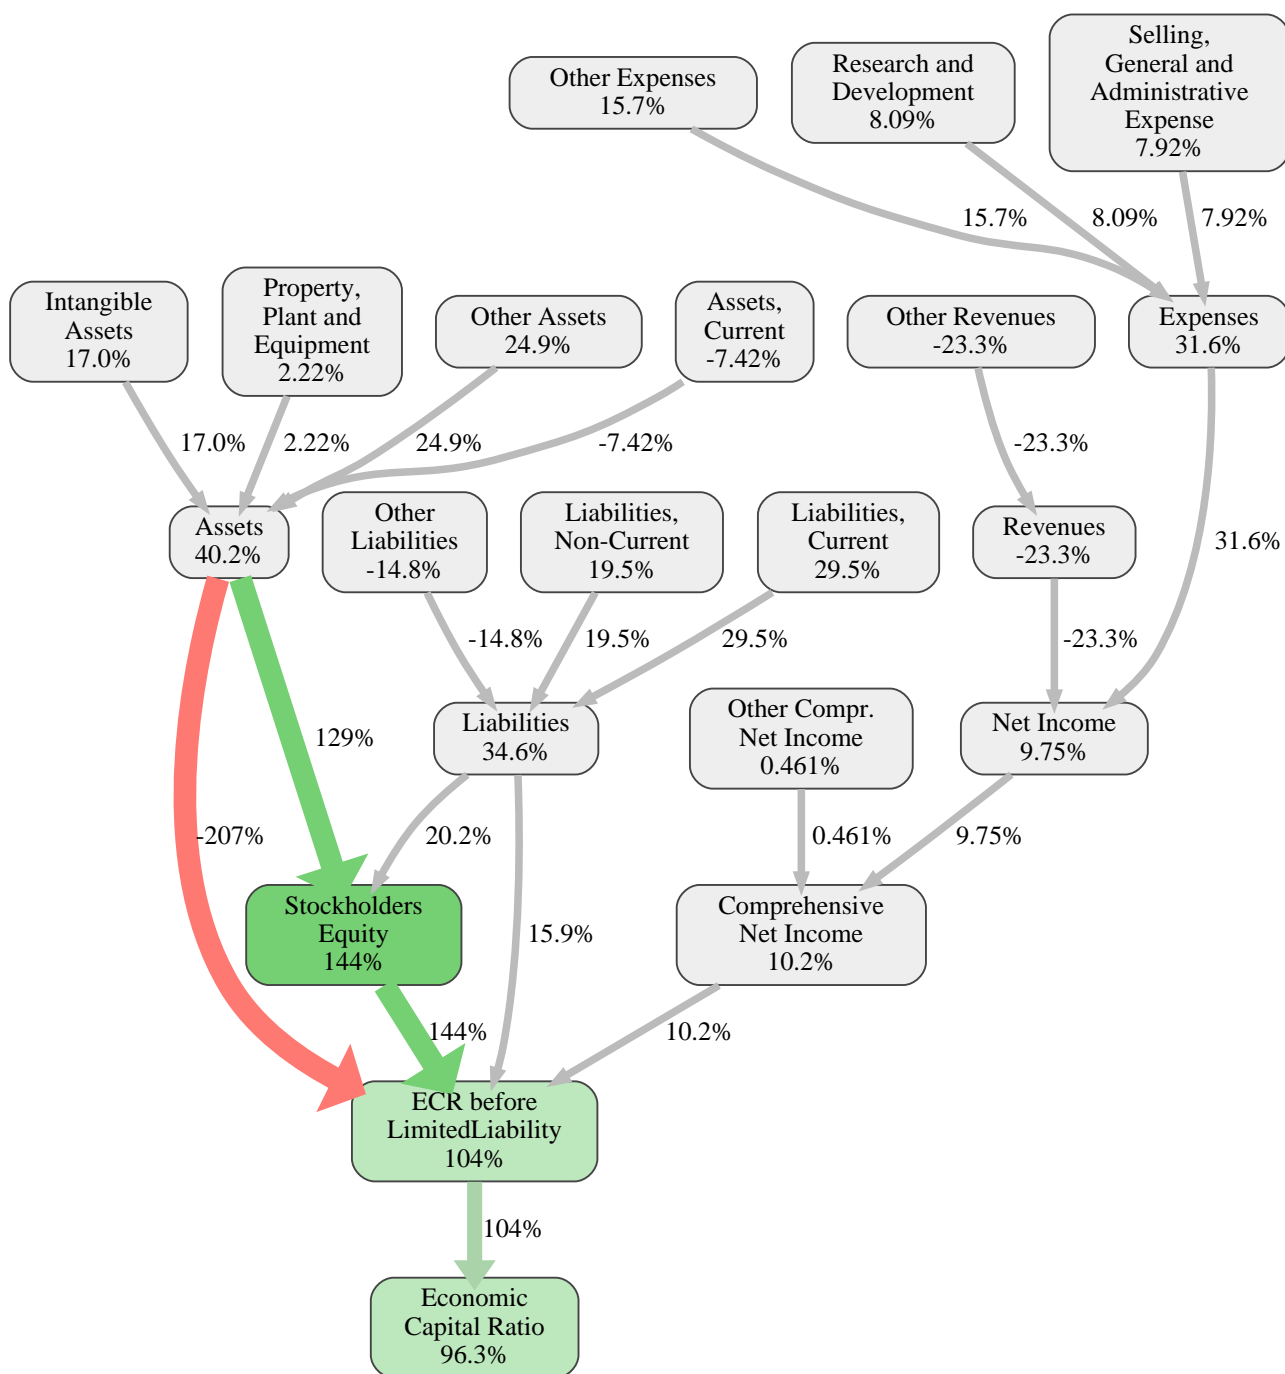 Selling,
General and
Administrative
Expense
7.92%
Research and
Development
8.09%
Other Expenses
15.7%
15.7%
8.09%
7.92%
Intangible
Assets
17.0%
Property,
Plant and
Equipment
2.22%
Other Assets
24.9%
Assets,
Current
-7.42%
Other Revenues
-23.3%
Expenses
31.6%
17.0%
2.22%
24.9%
-7.42%
-23.3%
31.6%
Assets
40.2%
Other
Liabilities
-14.8%
Liabilities,
Non-Current
19.5%
Liabilities,
Current
29.5%
Revenues
-23.3%
-14.8%
19.5%
29.5%
-23.3%
129%
-207%
Liabilities
34.6%
Other Compr.
Net Income
0.461%
Net Income
9.75%
20.2%
15.9%
0.461%
9.75%
Stockholders
Equity
144%
Comprehensive
Net Income
10.2%
144%
10.2%
ECR before
LimitedLiability
104%
104%
Economic
Capital Ratio
96.3%